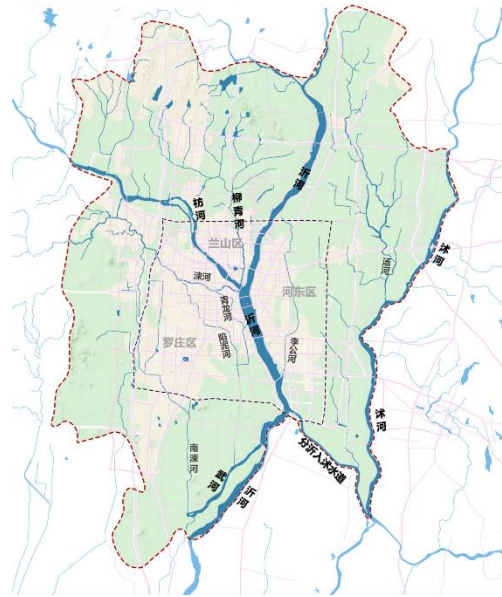 沂河
柳青河
祊河
沭河
兰山区
汤河
涑河
河东区
青龙河
沂河
陷泥河
李公河
罗庄区
沭河
分沂入沭水道
南涑河
武河
沂河